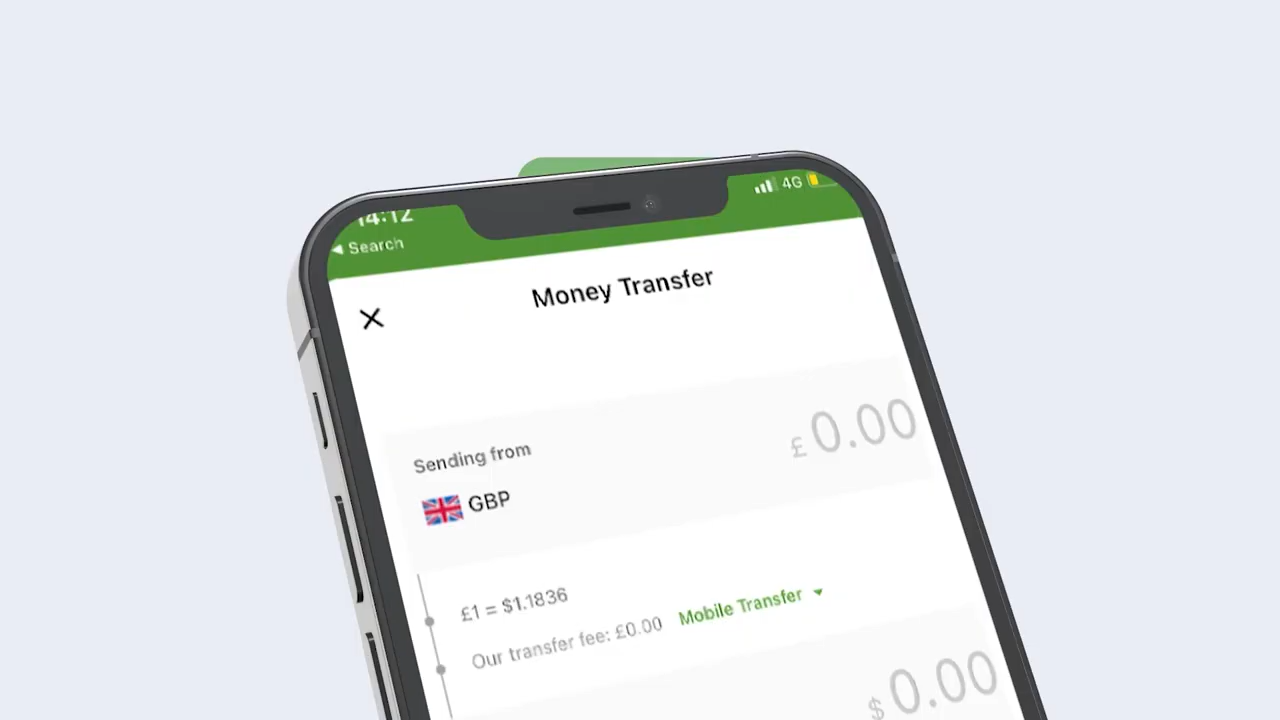 14:12
4G
◀ Search
Money Transfer
Sending from
£ 0.00
GBP
£1 = $1.1836
Our transfer fee: £0.00 Mobile Transfer
$ 0.00